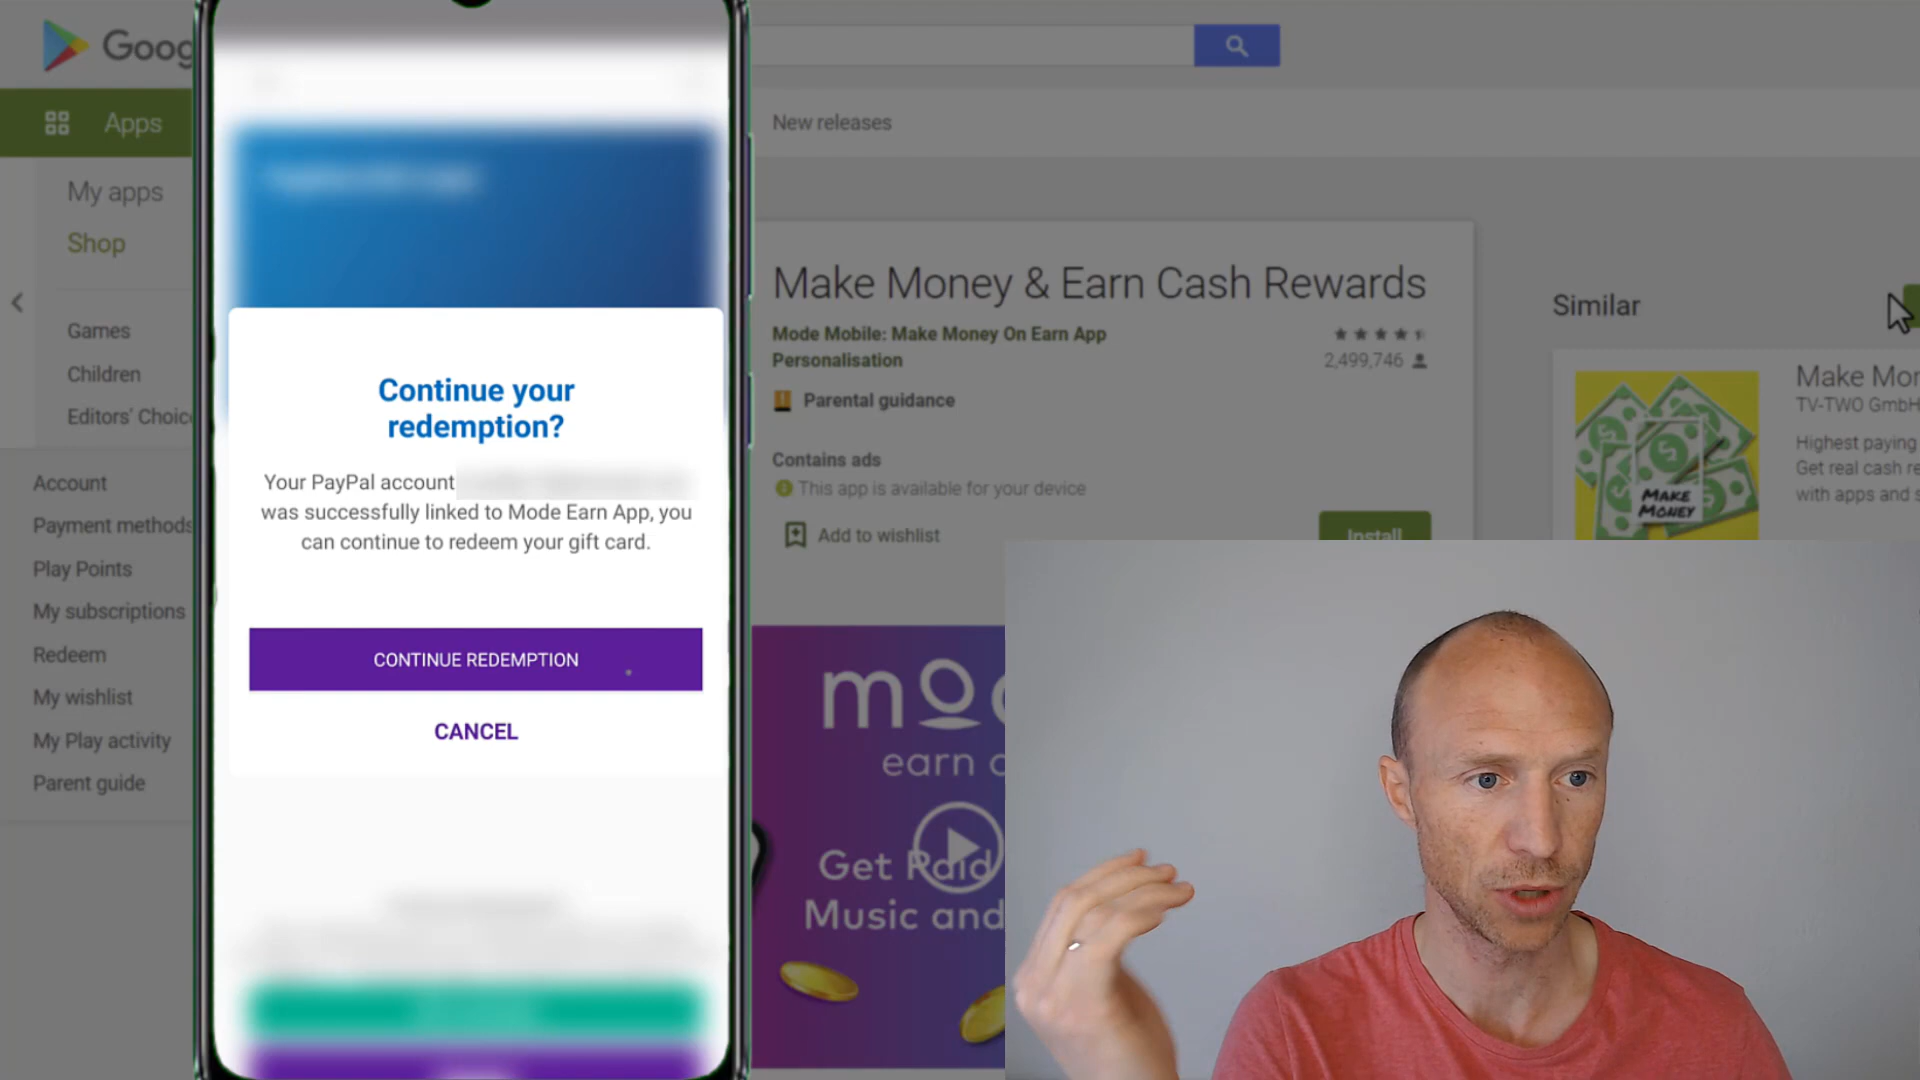 Goog
Apps
New releases
My apps
Shop
Games
Children
Editors' Choic
Account
Payment methods
Play Points
My subscriptions
Redeem
My wishlist
My Play activity
Parent guide
Continue your
redemption?
Your PayPal account
was successfully linked to Mode Earn App, you
can continue to redeem your gift card.
CONTINUE REDEMPTION
CANCEL
Make Money & Earn Cash Rewards
Mode Mobile: Make Money On Earn App
Personalisation
2,499,746
Parental guidance
Contains ads
This app is available for your device
Add to wishlist
Install
mo
earn
Get Paid
Music and
Similar
MAKE
MONEY
Make Mon
TV-TWO GmbH
Highest paying
Get real cash re
with apps and s